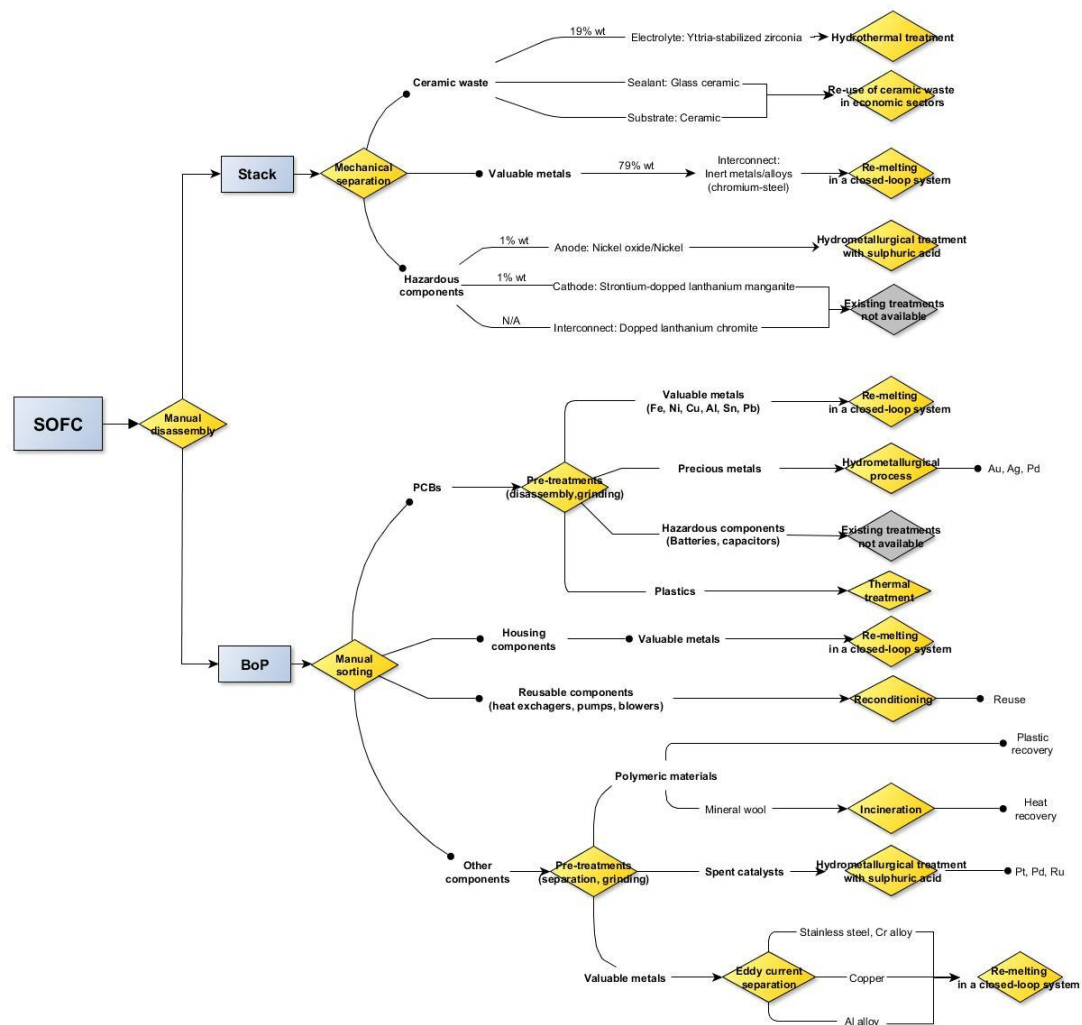 19% wt
Electrolyte: Yttria-stabilized zirconia
Hydrothermal treatment
Ceramic waste
Sealant: Glass ceramic
Re-use of ceramic waste
in economic sectors
Substrate: Ceramic
Stack
Mechanical
separation
Valuable metals
79% wt
Interconnect:
Inert metals/alloys
(chromium-steel)
Re-melting
in a closed-loop system
Hazardous
components
1% wt
Anode: Nickel oxide/Nickel
Hydrometallurgical treatment
with sulphuric acid
1% wt
Cathode: Strontium-dopped lanthanium manganite
Existing treatments
not available
N/A
Interconnect: Dopped lanthanium chromite
SOFC
Manual
disassembly
Valuable metals
(Fe, Ni, Cu, Al, Sn, Pb)
Re-melting
in a closed-loop system
PCBs
Pre-treatments
(disassembly,grinding)
Precious metals
Hydrometallurgical
process
Au, Ag, Pd
Hazardous components
(Batteries, capacitors)
Existing treatments
not available
Plastics
Thermal
treatment
BoP
Manual
sorting
Housing
components
Valuable metals
Re-melting
in a closed-loop system
Reusable components
(heat exchagers, pumps, blowers)
Reconditioning
Reuse
Plastic
recovery
Polymeric materials
Mineral wool
Incineration
Heat
recovery
Other
components
Pre-treatments
(separation, grinding)
Spent catalysts
Hydrometallurgical treatment
with sulphuric acid
Pt, Pd, Ru
Valuable metals
Eddy current
separation
Stainless steel, Cr alloy
Copper
Al alloy
Re-melting
in a closed-loop system